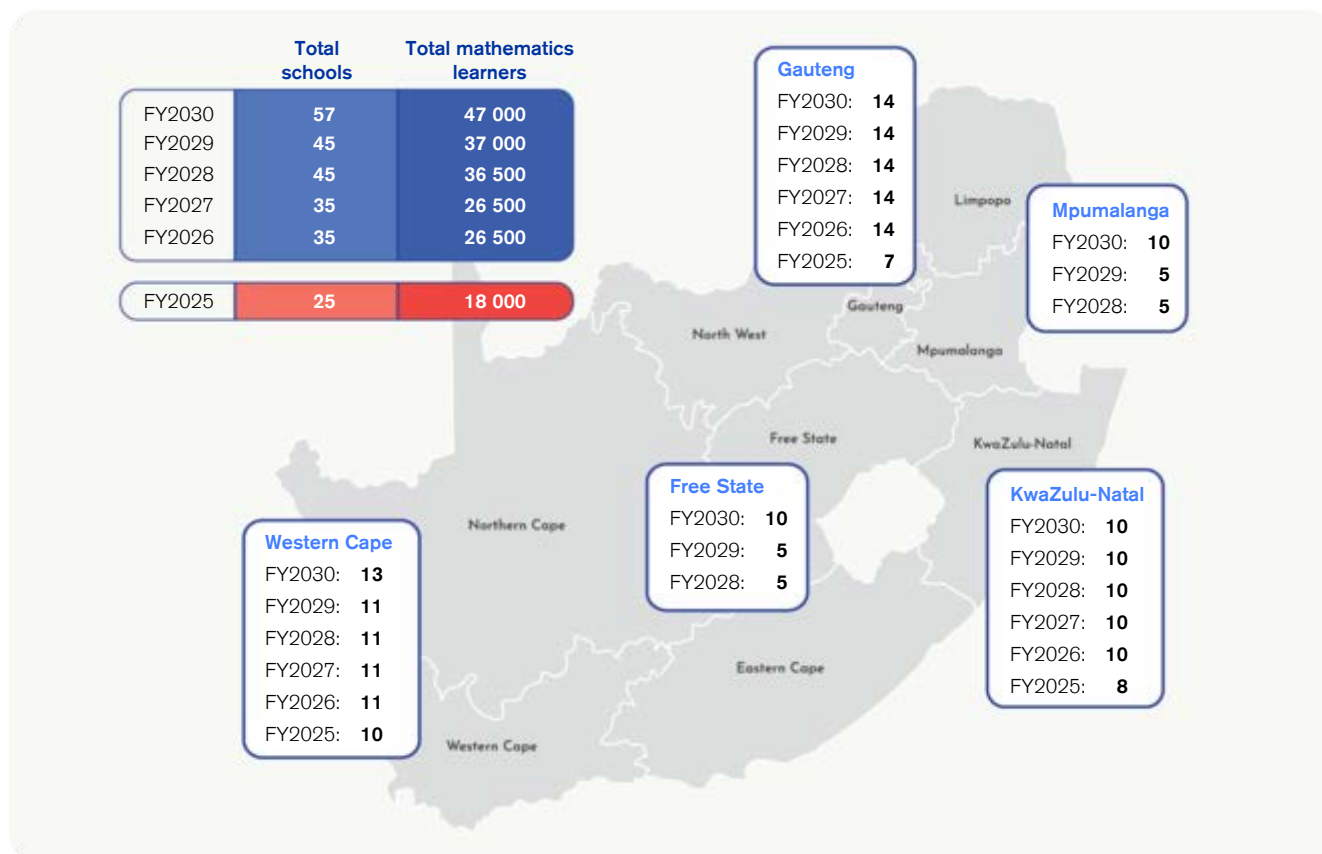 Total schools Total mathematics learners
FY2030 57 47 000
FY2029 45 37 000
FY2028 45 36 500
FY2027 35 26 500
FY2026 35 26 500
FY2025 25 18 000
Gauteng
FY2030: 14
FY2029: 14
FY2028: 14
FY2027: 14
FY2026: 14
FY2025: 7
Mpumalanga
FY2030: 10
FY2029: 5
FY2028: 5
Limpopo
Gauteng
North West
Mpumalanga
Free State
KwaZulu-Natal
Free State
FY2030: 10
FY2029: 5
FY2028: 5
KwaZulu-Natal
FY2030: 10
FY2029: 10
FY2028: 10
FY2027: 10
FY2026: 10
FY2025: 8
Northern Cape
Western Cape
FY2030: 13
FY2029: 11
FY2028: 11
FY2027: 11
FY2026: 11
FY2025: 10
Eastern Cape
Western Cape